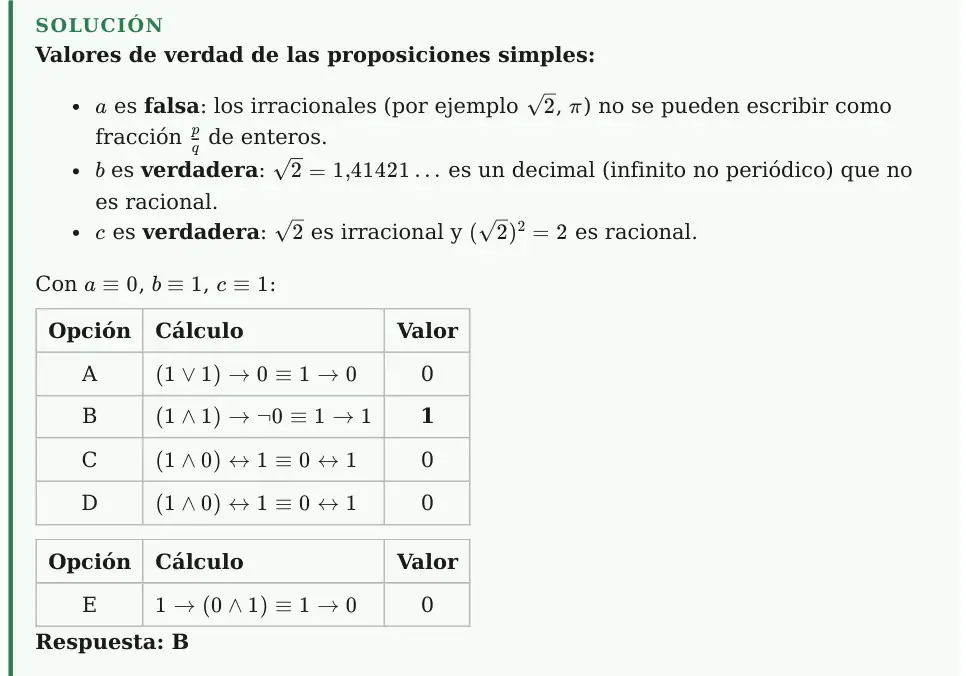 SOLUCIÓN
Valores de verdad de las proposiciones simples:
• a es falsa: los irracionales (por ejemplo √2, π) no se pueden escribir como
fracción p/q de enteros.
• b es verdadera: √2 = 1,41421... es un decimal (infinito no periódico) que no
es racional.
• c es verdadera: √2 es irracional y (√2)² = 2 es racional.
Con a ≡ 0, b ≡ 1, c ≡ 1:
Opción Cálculo Valor
A (1 ∨ 1) → 0 ≡ 1 → 0 0
B (1 ∧ 1) → ¬0 ≡ 1 → 1 1
C (1 ∧ 0) ↔ 1 ≡ 0 ↔ 1 0
D (1 ∧ 0) ↔ 1 ≡ 0 ↔ 1 0
Opción Cálculo Valor
E 1 → (0 ∧ 1) ≡ 1 → 0 0
Respuesta: B